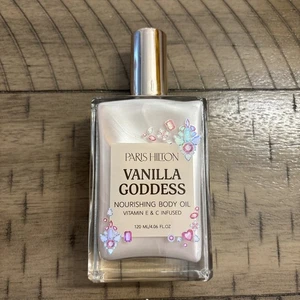 PARIS HILTON
VANILLA
GODDESS
NOURISHING BODY OIL
VITAMIN E & C INFUSED
120 ML/4.06 FL.OZ